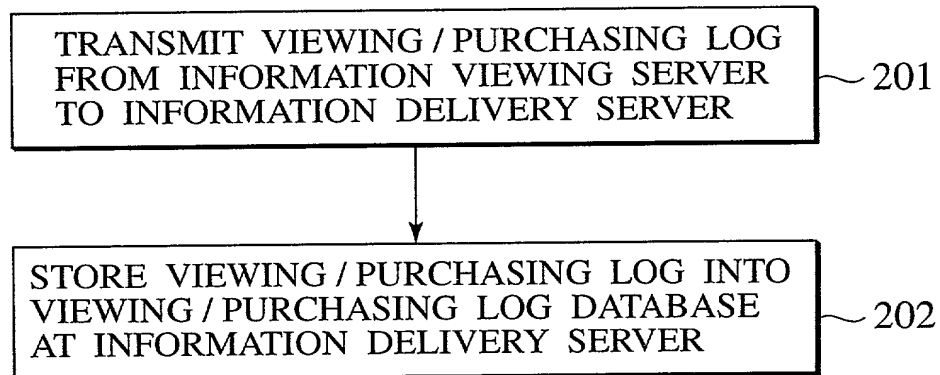 TRANSMIT VIEWING / PURCHASING LOG
FROM INFORMATION VIEWING SERVER
TO INFORMATION DELIVERY SERVER
201
STORE VIEWING / PURCHASING LOG INTO
VIEWING / PURCHASING LOG DATABASE
AT INFORMATION DELIVERY SERVER
202